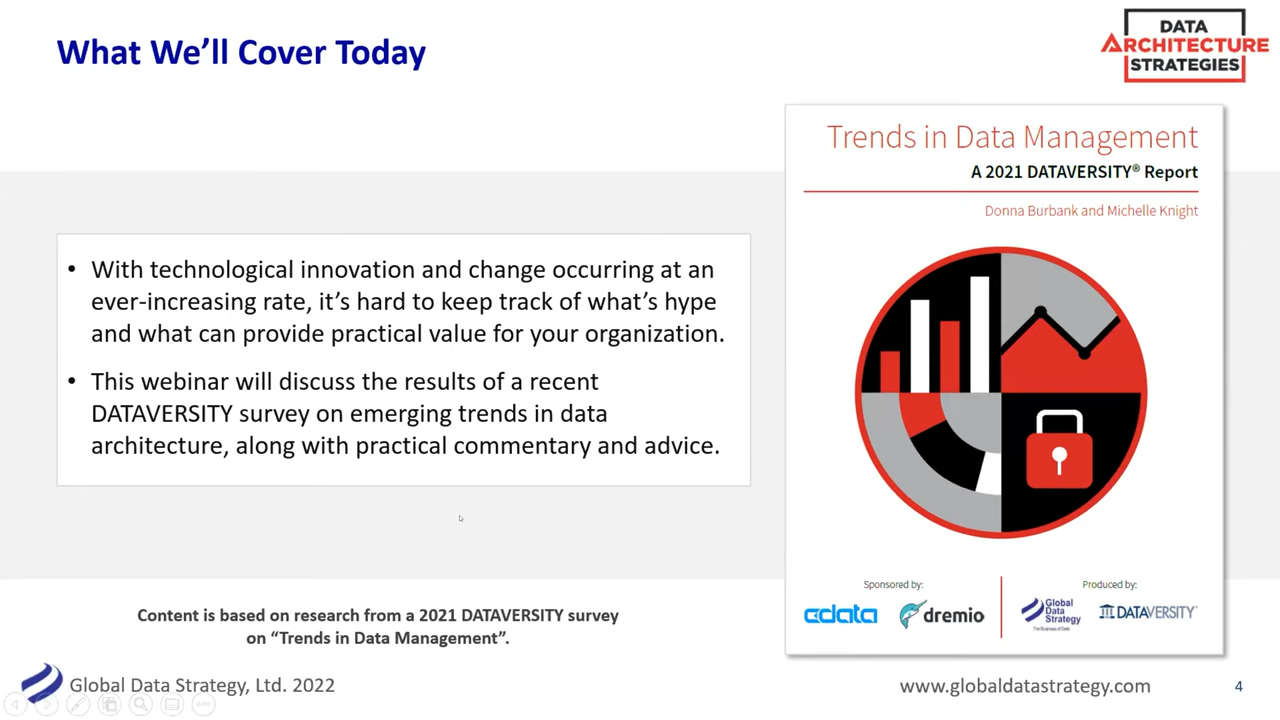 What We'll Cover Today
DATA
ARCHITECTURE
STRATEGIES
Trends in Data Management
A 2021 DATAVERSITY® Report
Donna Burbank and Michelle Knight
• With technological innovation and change occurring at an
ever-increasing rate, it's hard to keep track of what's hype
and what can provide practical value for your organization.
• This webinar will discuss the results of a recent
DATAVERSITY survey on emerging trends in data
architecture, along with practical commentary and advice.
Sponsored by:
cdata
dremio
Produced by:
Global
Data
Strategy
The Business of Data
DATAVERSITY
Content is based on research from a 2021 DATAVERSITY survey
on "Trends in Data Management".
Global Data Strategy, Ltd. 2022
www.globaldatastrategy.com
4